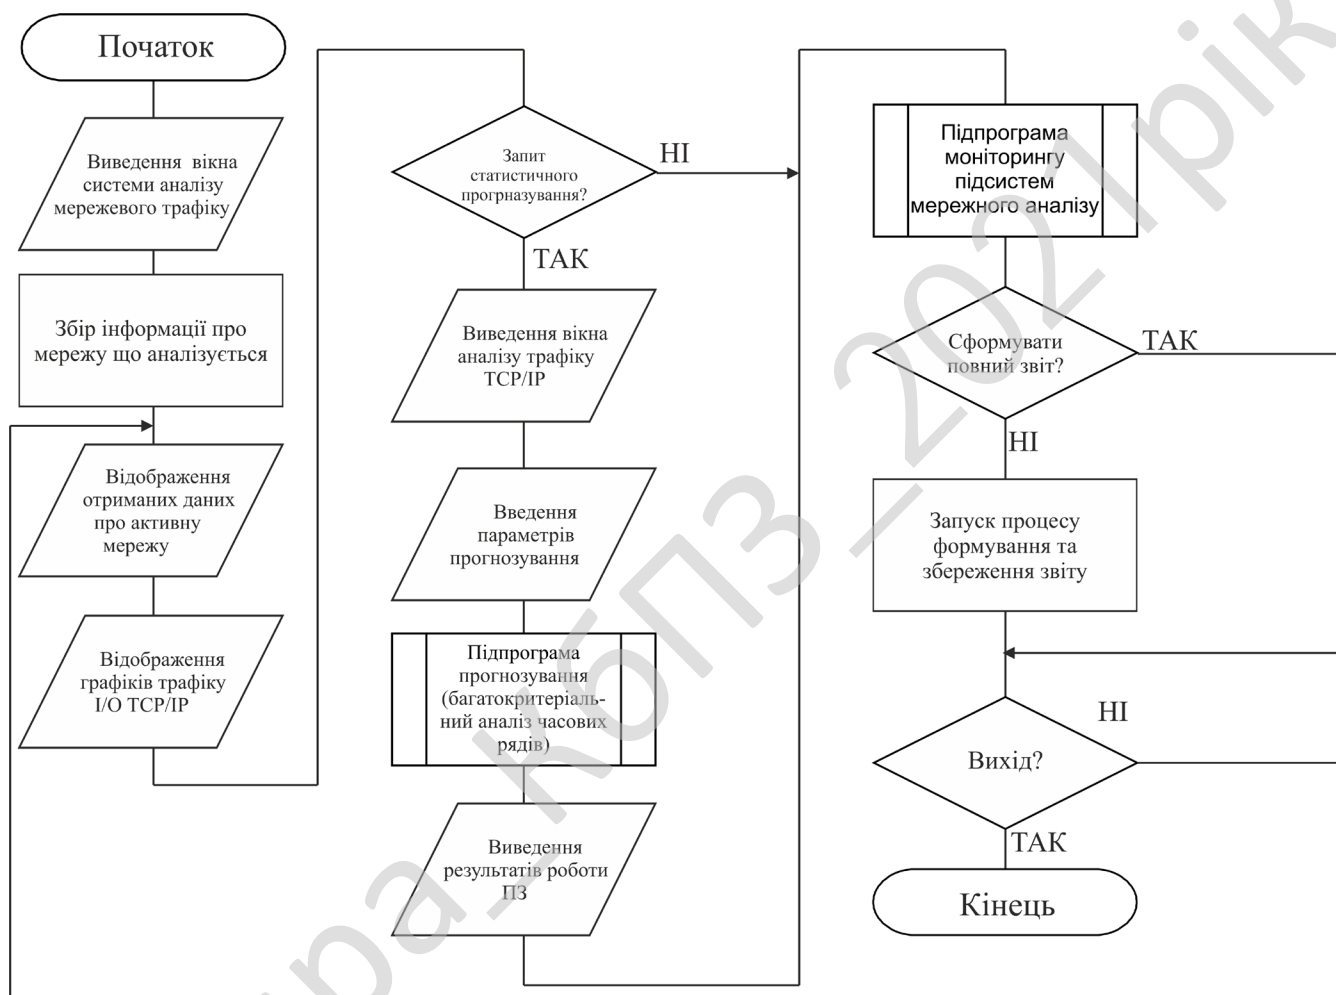 Початок
Виведення вікна
системи аналізу
мережевого трафіку
Збір інформації про
мережу що аналізується
Відображення
отриманих даних
про активну
мережу
Відображення
графіків трафіку
I/O TCP/IP
Запит
статистичного
прогрназування?
НІ
ТАК
Виведення вікна
аналізу трафіку
TCP/IP
Введення
параметрів
прогнозування
Підпрограма
прогнозування
(багатокритеріаль-
ний аналіз часових
рядів)
Виведення
результатів роботи
ПЗ
Підпрограма
моніторингу
підсистем
мережного аналізу
Сформувати
повний звіт?
ТАК
НІ
Запуск процесу
формування та
збереження звіту
Вихід?
НІ
ТАК
Кінець
ра_КбПЗ_2021рік